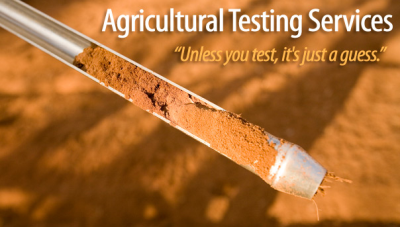 Agricultural Testing Services
“Unless you test, it's just a guess.”